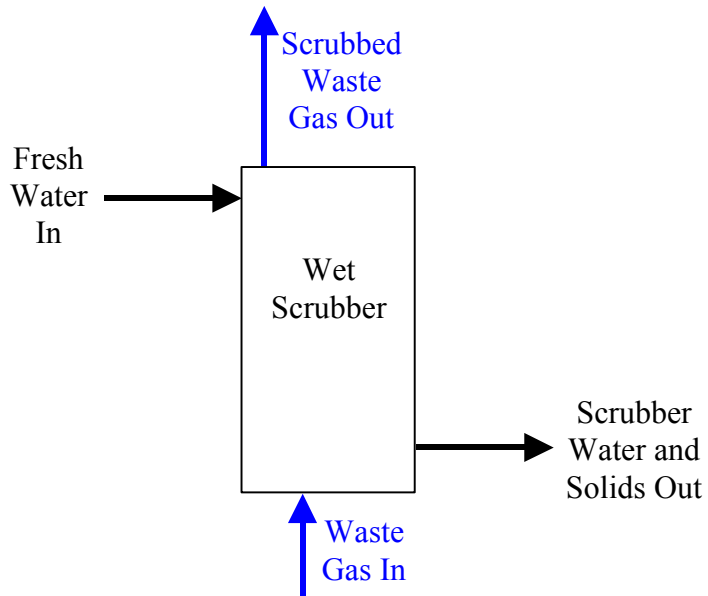 Scrubbed
Waste
Gas Out
Fresh
Water
In
Wet
Scrubber
Scrubber
Water and
Solids Out
Waste
Gas In